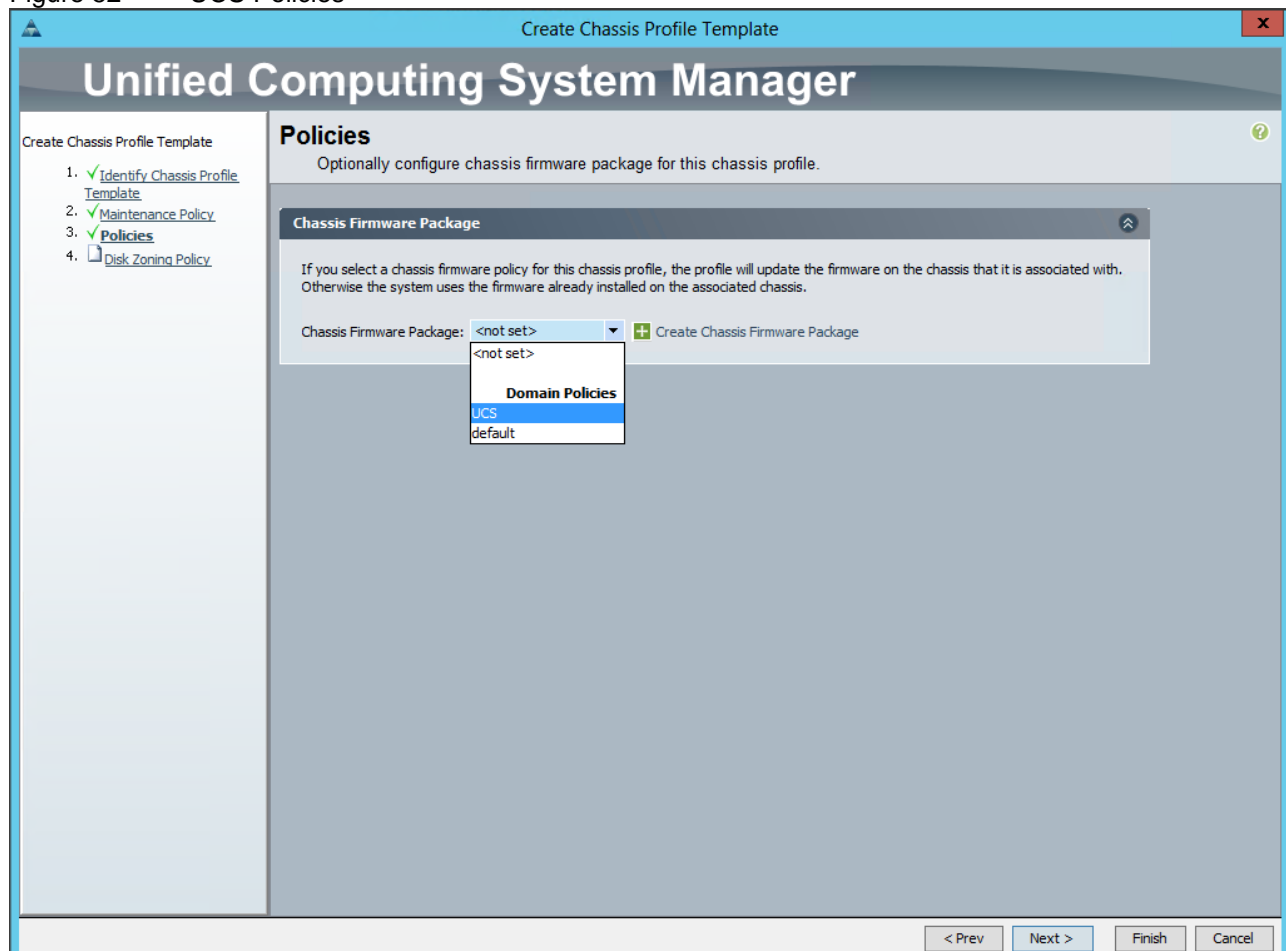 Create Chassis Profile Template
x
Unified Computing System Manager
Create Chassis Profile Template
1. √Identify Chassis Profile
Template
2. √Maintenance Policy
3. √Policies
4. Disk Zoning Policy
Policies
Optionally configure chassis firmware package for this chassis profile.
?
Chassis Firmware Package
If you select a chassis firmware policy for this chassis profile, the profile will update the firmware on the chassis that it is associated with.
Otherwise the system uses the firmware already installed on the associated chassis.
Chassis Firmware Package: <not set> Create Chassis Firmware Package
<not set>
Domain Policies
UCS
default
< Prev Next > Finish Cancel